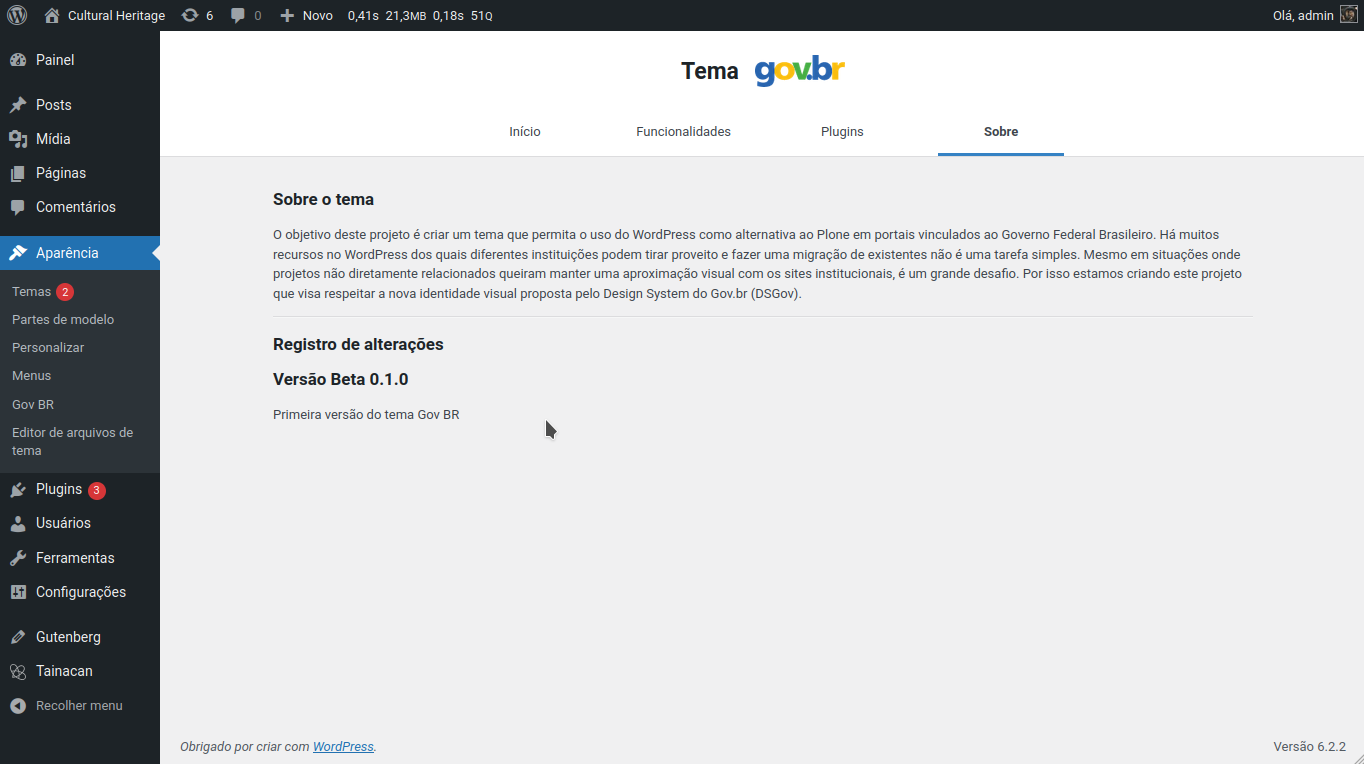 Cultural Heritage 6 0 Novo 0,41s 21,3MB 0,18s 51Q Olá, admin
Painel
Posts
Mídia
Páginas
Comentários
Aparência
Temas 2
Partes de modelo
Personalizar
Menus
Gov BR
Editor de arquivos de
tema
Plugins 3
Usuários
Ferramentas
Configurações
Gutenberg
Tainacan
Recolher menu
Tema gov.br
Início Funcionalidades Plugins Sobre
Sobre o tema
O objetivo deste projeto é criar um tema que permita o uso do WordPress como alternativa ao Plone em portais vinculados ao Governo Federal Brasileiro. Há muitos
recursos no WordPress dos quais diferentes instituições podem tirar proveito e fazer uma migração de existentes não é uma tarefa simples. Mesmo em situações onde
projetos não diretamente relacionados queiram manter uma aproximação visual com os sites institucionais, é um grande desafio. Por isso estamos criando este projeto
que visa respeitar a nova identidade visual proposta pelo Design System do Gov.br (DSGov).
Registro de alterações
Versão Beta 0.1.0
Primeira versão do tema Gov BR
Obrigado por criar com WordPress.
Versão 6.2.2